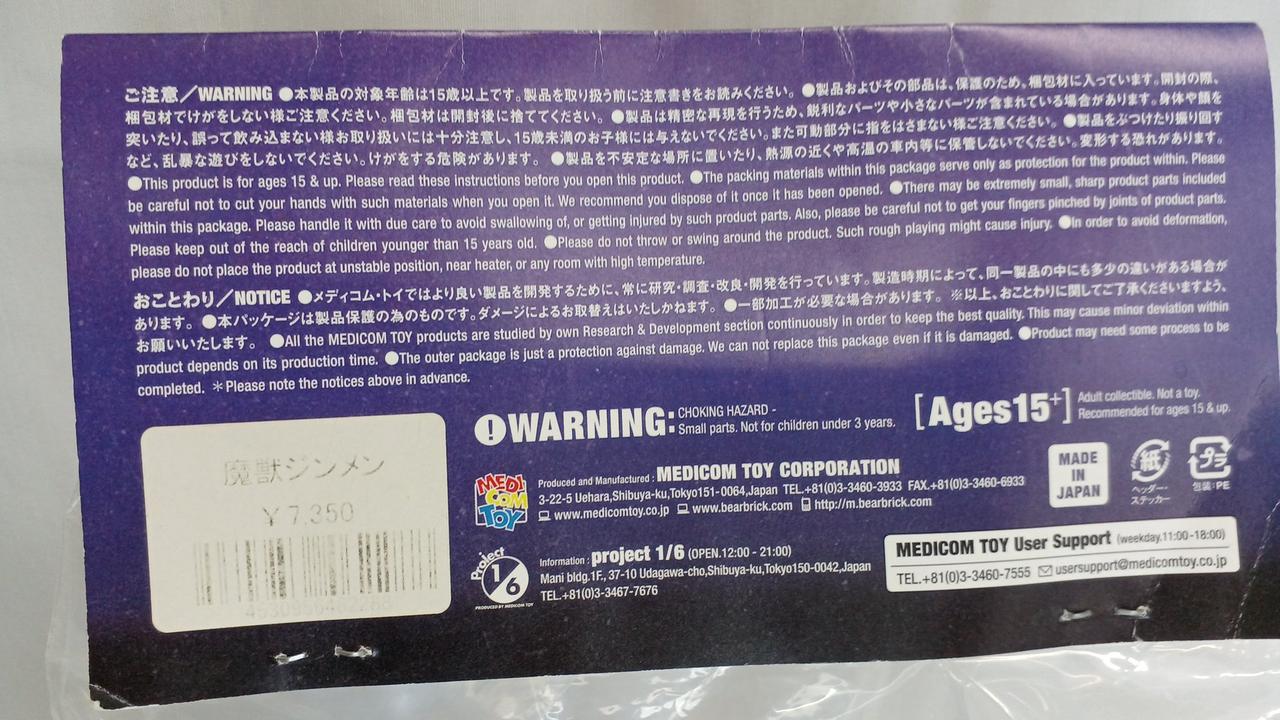 ご注意／WARNING ●本製品の対象年齢は15歳以上です。製品を取り扱う前に注意書きをお読みください。 ●製品およびその部品は、保護のため、梱包材に入っています。開封の際、
梱包材でけがをしない様ご注意ください。梱包材は開封後に捨ててください。 ●製品は精密な再現を行うため、鋭利なパーツや小さなパーツが含まれている場合があります。身体や顔を
突いたり、誤って飲み込まない様お取り扱いには十分注意し、15歳未満のお子様には与えないでください。また可動部分に指をはさまない様ご注意ください。 ●製品をぶつけたり振り回す
など、乱暴な遊びをしないでください。けがをする危険があります。 ●製品を不安定な場所に置いたり、熱源の近くや高温の車内等に保管しないでください。変形する恐れがあります。
●This product is for ages 15 & up. Please read these instructions before you open this product. ●The packing materials within this package serve only as protection for the product within. Please
be careful not to cut your hands with such materials when you open it. We recommend you dispose of it once it has been opened. ●There may be extremely small, sharp product parts included
within this package. Please handle it with due care to avoid swallowing of, or getting injured by such product parts. Also, please be careful not to get your fingers pinched by joints of product parts.
Please keep out of the reach of children younger than 15 years old. ●Please do not throw or swing around the product. Such rough playing might cause injury. ●In order to avoid deformation,
please do not place the product at unstable position, near heater, or any room with high temperature.
おことわり／NOTICE ●メディコム・トイではより良い製品を開発するために、常に研究・調査・改良・開発を行っています。製造時期によって、同一製品の中にも多少の違いがある場合が
あります。 ●本パッケージは製品保護の為のものです。ダメージによるお取替えはいたしかねます。 ●一部加工が必要な場合があります。 ※以上、おことわりに関してご了承くださいますよう、
お願いいたします。 ●All the MEDICOM TOY products are studied by own Research & Development section continuously in order to keep the best quality. This may cause minor deviation within
product depends on its production time. ●The outer package is just a protection against damage. We can not replace this package even if it is damaged. ●Product may need some process to be
completed. ＊Please note the notices above in advance.
WARNING: CHOKING HAZARD -
Small parts. Not for children under 3 years.
[Ages15+] Adult collectible. Not a toy.
Recommended for ages 15 & up.
魔獣ジンメン
￥7,350
MEDI
COM
TOY
Produced and Manufactured : MEDICOM TOY CORPORATION
3-22-5 Uehara,Shibuya-ku,Tokyo151-0064,Japan TEL.+81(0)3-3460-3933 FAX.+81(0)3-3460-6933
www.medicomtoy.co.jp www.bearbrick.com http://m.bearbrick.com
MADE
IN
JAPAN
紙
ヘッダー・
ステッカー
プラ
包装:PE
Project
1/6
PRODUCED BY MEDICOM TOY
Information : project 1/6 (OPEN.12:00 - 21:00)
Mani bldg.1F., 37-10 Udagawa-cho,Shibuya-ku,Tokyo150-0042,Japan
TEL.+81(0)3-3467-7676
MEDICOM TOY User Support (weekday.11:00-18:00)
TEL.+81(0)3-3460-7555 usersupport@medicomtoy.co.jp